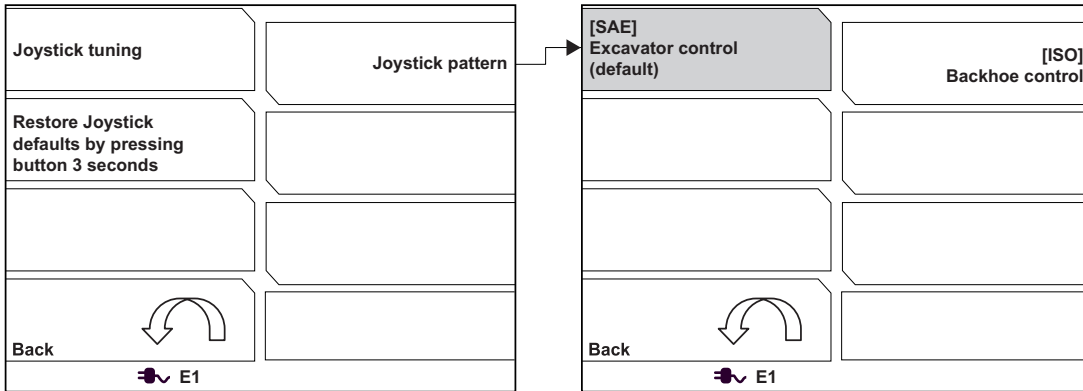 Joystick tuning
Joystick pattern
Restore Joystick
defaults by pressing
button 3 seconds
Back
E1
[SAE]
Excavator control
(default)
[ISO]
Backhoe control
Back
E1